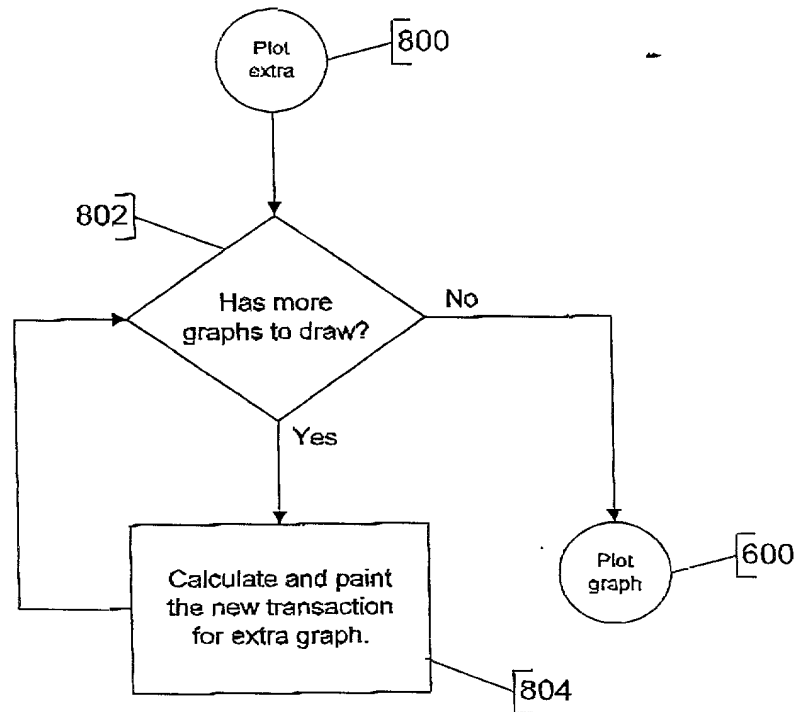 Plot
extra
800
802
Has more
graphs to draw?
No
Yes
Calculate and paint
the new transaction
for extra graph.
804
Plot
graph
600